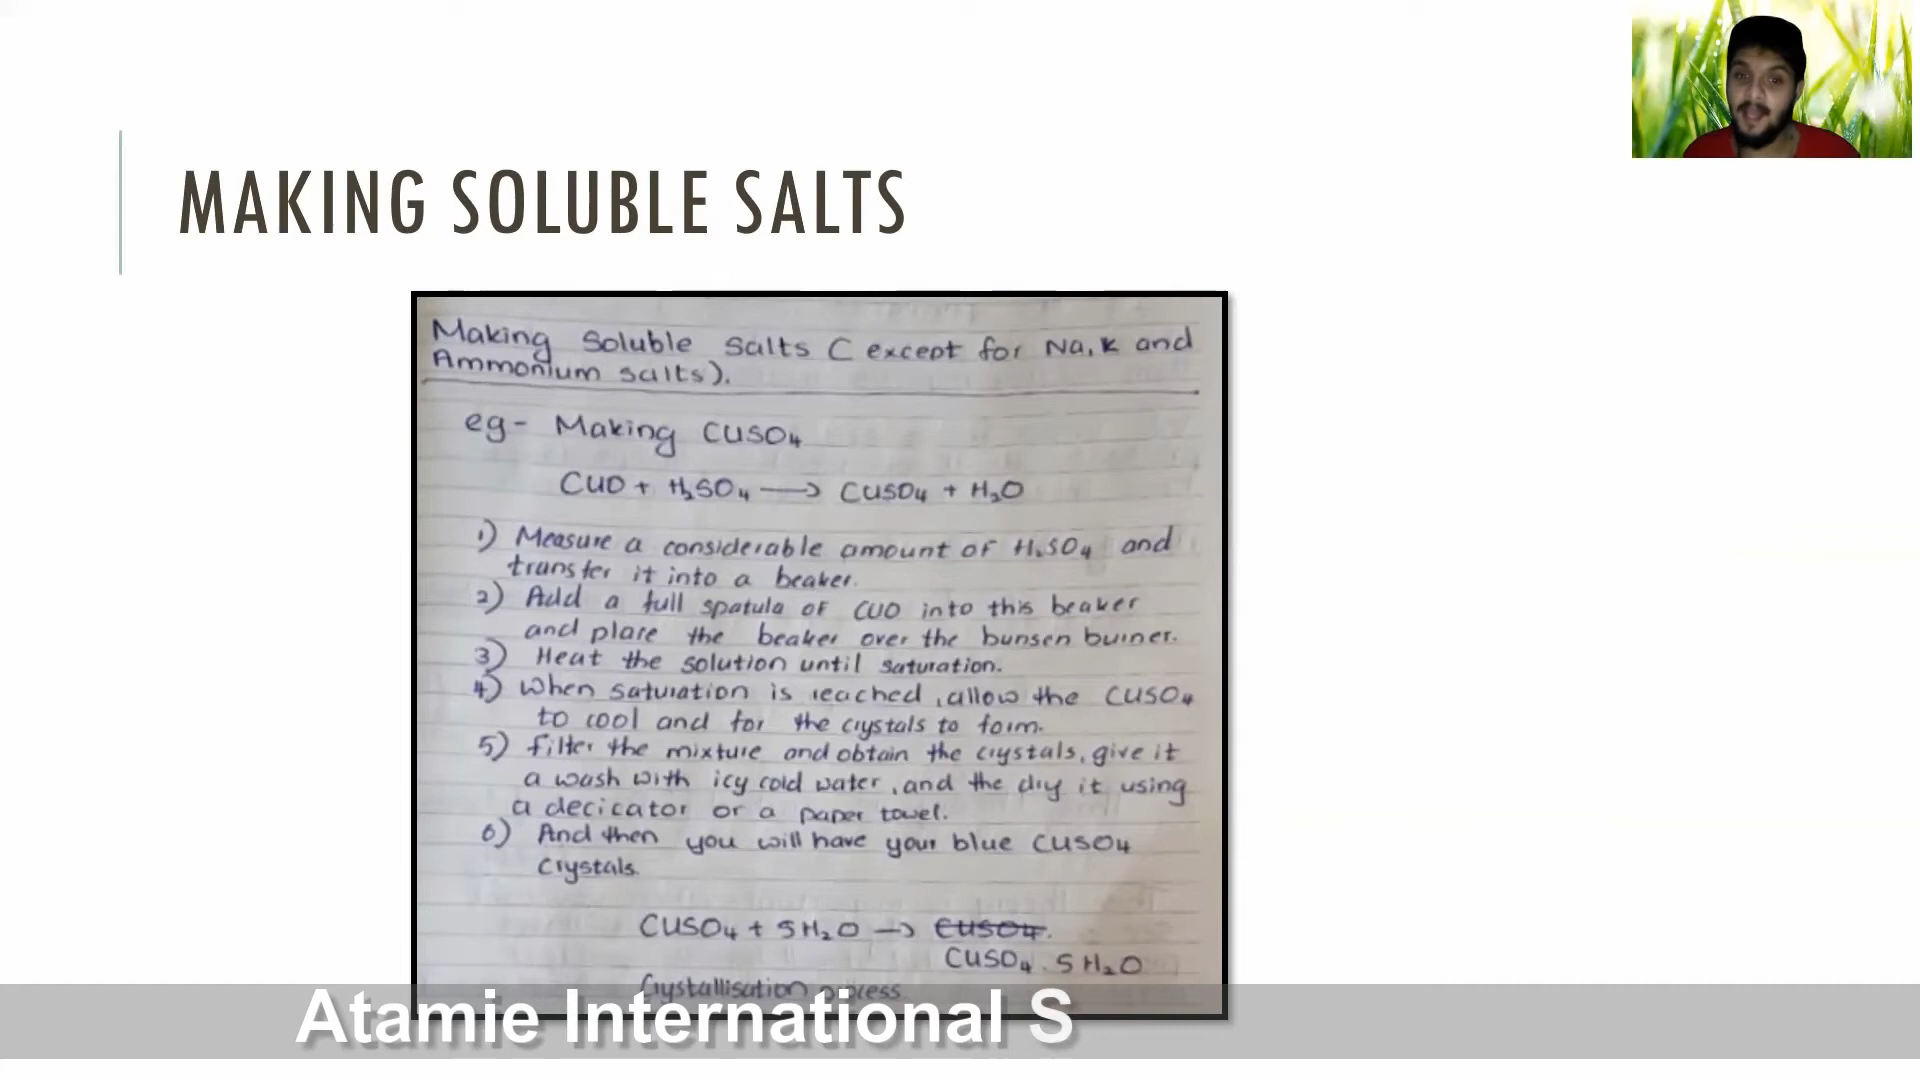 MAKING SOLUBLE SALTS
Making soluble salts (except for Na, K and
Ammonium salts).
eg- Making CUSO4
CUO + H2SO4 → CUSO4 + H2O
1) Measure a considerable amount of H2SO4 and
transfer it into a beaker.
2) Add a full spatula of CUO into this beaker
and place the beaker over the bunsen burner.
3) Heat the solution until saturation.
4) When saturation is reached, allow the CUSO4
to cool and for the crystals to form.
5) filter the mixture and obtain the crystals, give it
a wash with icy cold water, and the dry it using
a decicator or a paper towel.
6) And then you will have your blue CUSO4
crystals.
CUSO4 + 5H2O → CUSO4.
CUSO4 . 5H2O
Crystallisation process.
Atamie International S